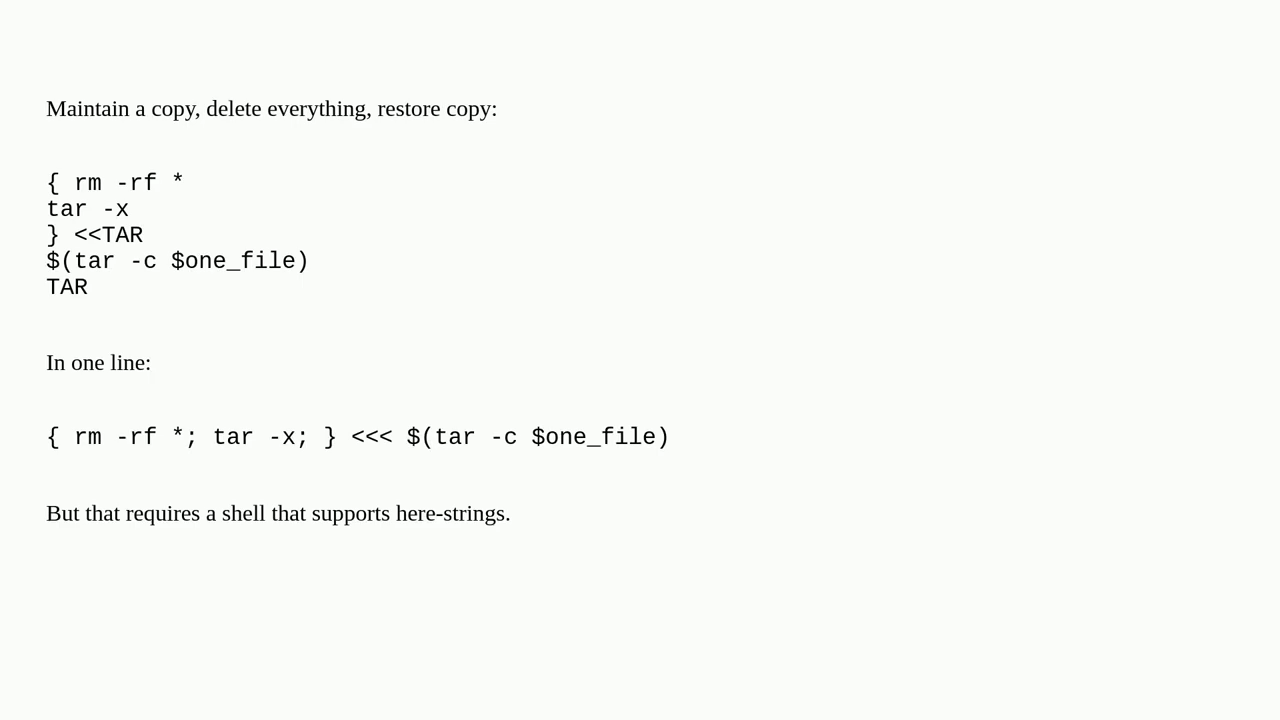 Maintain a copy, delete everything, restore copy:
{ rm -rf *
tar -x
} <<TAR
$(tar -c $one_file)
TAR
In one line:
{ rm -rf *; tar -x; } <<< $(tar -c $one_file)
But that requires a shell that supports here-strings.